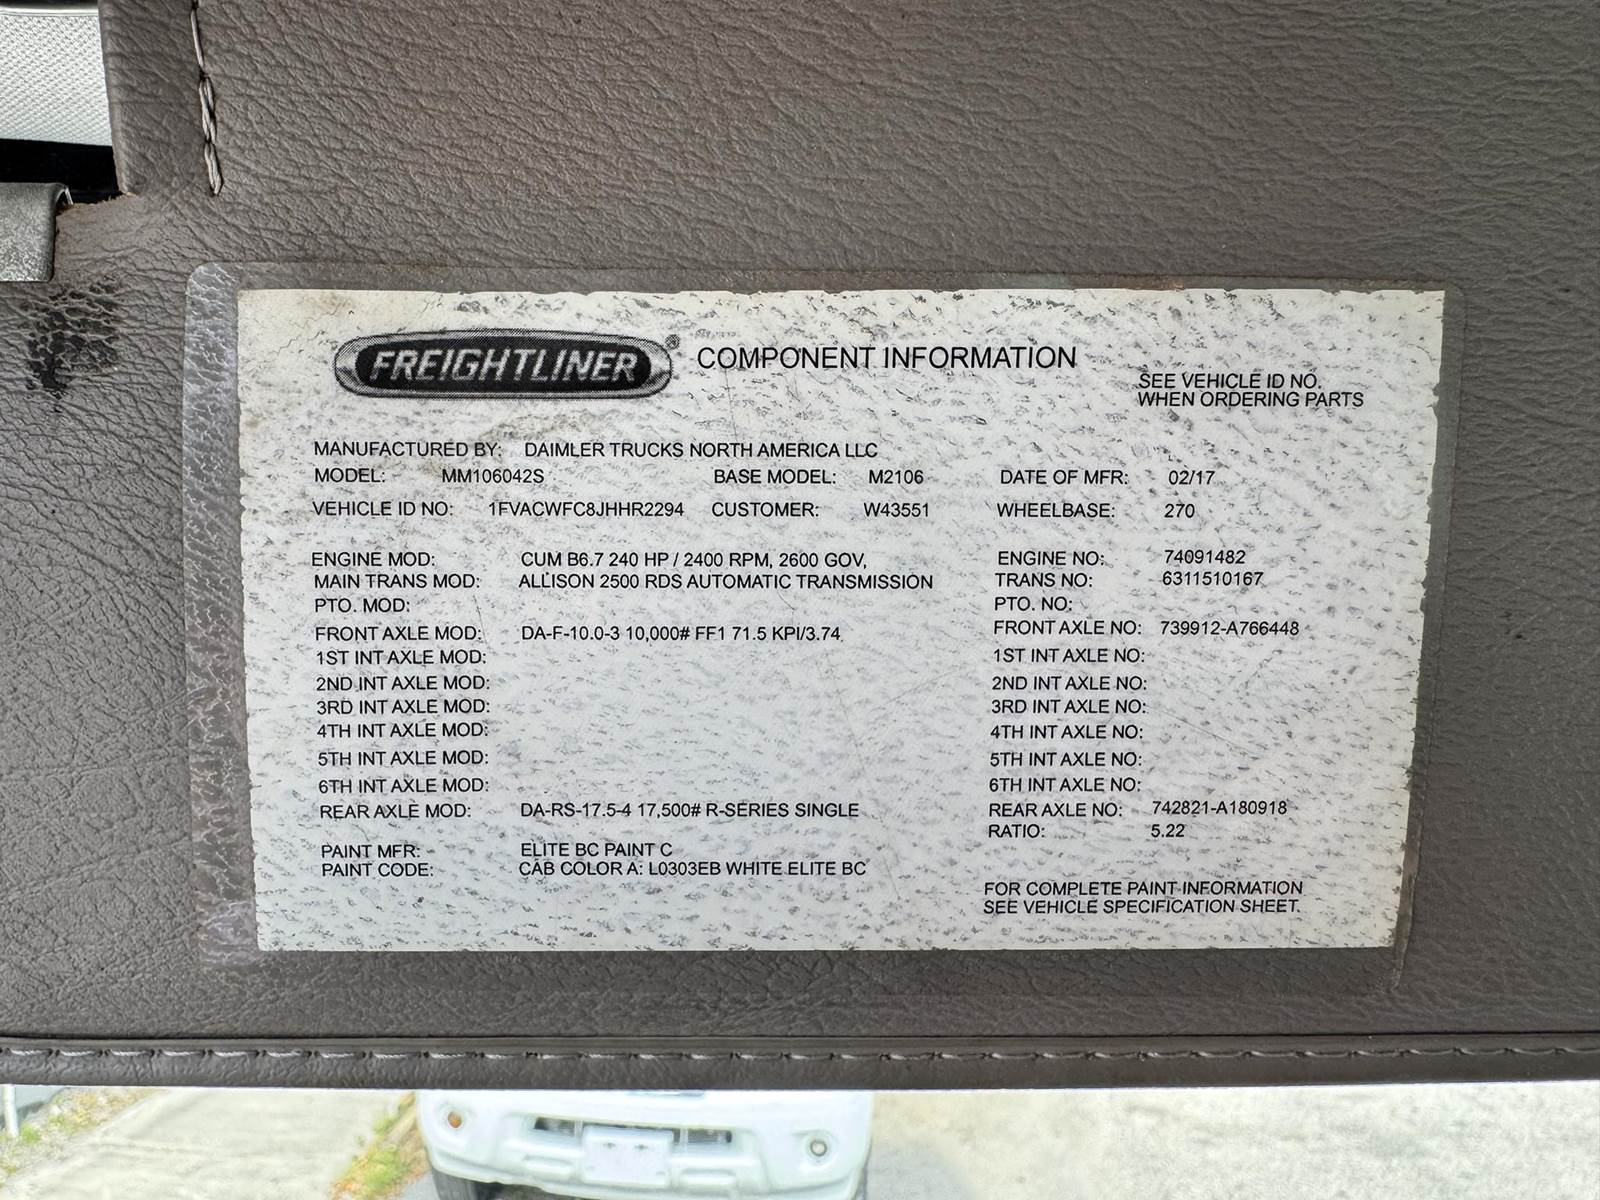 FREIGHTLINER® COMPONENT INFORMATION
SEE VEHICLE ID NO.
WHEN ORDERING PARTS
MANUFACTURED BY: DAIMLER TRUCKS NORTH AMERICA LLC
MODEL: MM106042S BASE MODEL: M2106 DATE OF MFR: 02/17
VEHICLE ID NO: 1FVACWFC8JHHR2294 CUSTOMER: W43551 WHEELBASE: 270
ENGINE MOD: CUM B6.7 240 HP / 2400 RPM, 2600 GOV, ENGINE NO: 74091482
MAIN TRANS MOD: ALLISON 2500 RDS AUTOMATIC TRANSMISSION TRANS NO: 6311510167
PTO. MOD: PTO. NO:
FRONT AXLE MOD: DA-F-10.0-3 10,000# FF1 71.5 KPI/3.74 FRONT AXLE NO: 739912-A766448
1ST INT AXLE MOD: 1ST INT AXLE NO:
2ND INT AXLE MOD: 2ND INT AXLE NO:
3RD INT AXLE MOD: 3RD INT AXLE NO:
4TH INT AXLE MOD: 4TH INT AXLE NO:
5TH INT AXLE MOD: 5TH INT AXLE NO:
6TH INT AXLE MOD: 6TH INT AXLE NO:
REAR AXLE MOD: DA-RS-17.5-4 17,500# R-SERIES SINGLE REAR AXLE NO: 742821-A180918
RATIO: 5.22
PAINT MFR: ELITE BC PAINT C
PAINT CODE: CAB COLOR A: L0303EB WHITE ELITE BC
FOR COMPLETE PAINT INFORMATION
SEE VEHICLE SPECIFICATION SHEET.